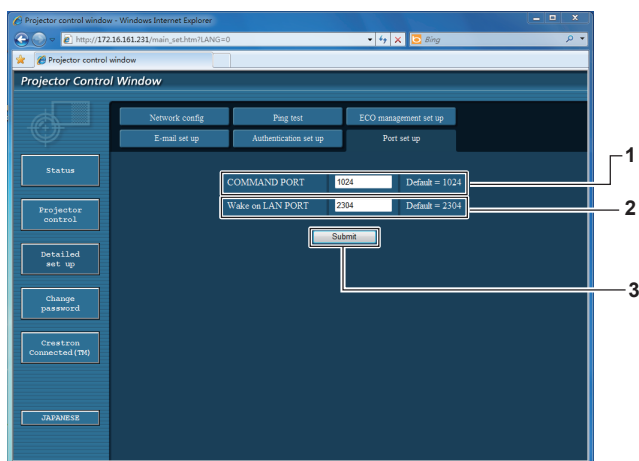 Projector control window - Windows Internet Explorer
http://172.16.161.231/main_set.htm?LANG=0
Bing
Projector control window
Projector Control Window
Network config
Ping test
ECO management set up
E-mail set up
Authentication set up
Port set up
Status
Projector
control
Detailed
set up
Change
password
Crestron
Connected(TM)
JAPANESE
COMMAND PORT 1024 Default = 1024
Wake on LAN PORT 2304 Default = 2304
Submit
1
2
3